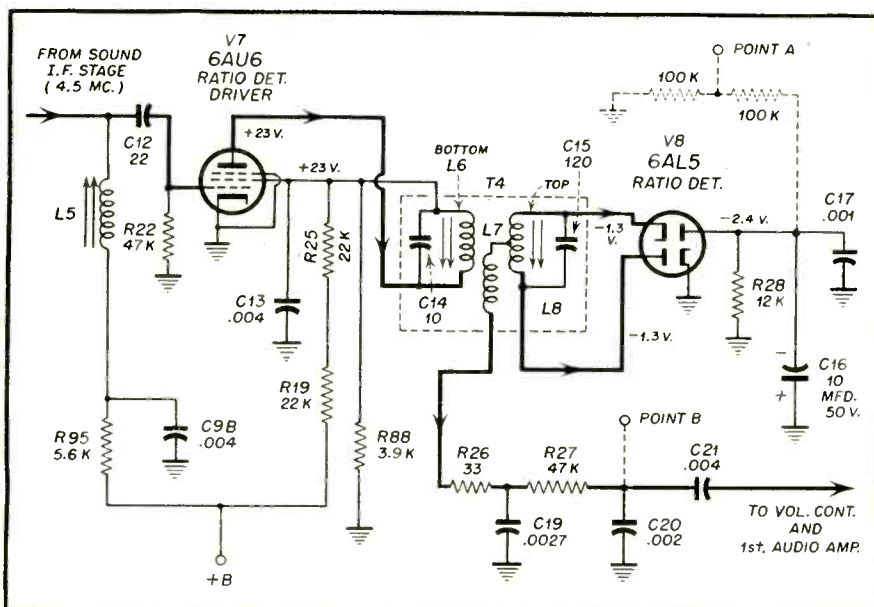 FROM SOUND
I.F. STAGE
(4.5 MC.)
V7
6AU6
RATIO DET.
DRIVER
+23 V.
C12
22
L5
R22
47 K
+23 V.
BOTTOM
L6
R25
22 K
C13
.004
C14
10
T4
L7
TOP
L8
C15
120
-1.3
V.
-1.3 V.
POINT A
100 K
100K
V8
6AL5
RATIO DET.
-2.4 V.
C17
.001
R28
12 K
-
+
C16
10
MFD.
50 V.
R95
5.6 K
C9B
.004
R19
22 K
R88
3.9 K
+B
POINT B
R26
33
R27
47 K
C21
.004
C19
.0027
C20
.002
TO VOL. CONT.
AND
1st. AUDIO AMP.